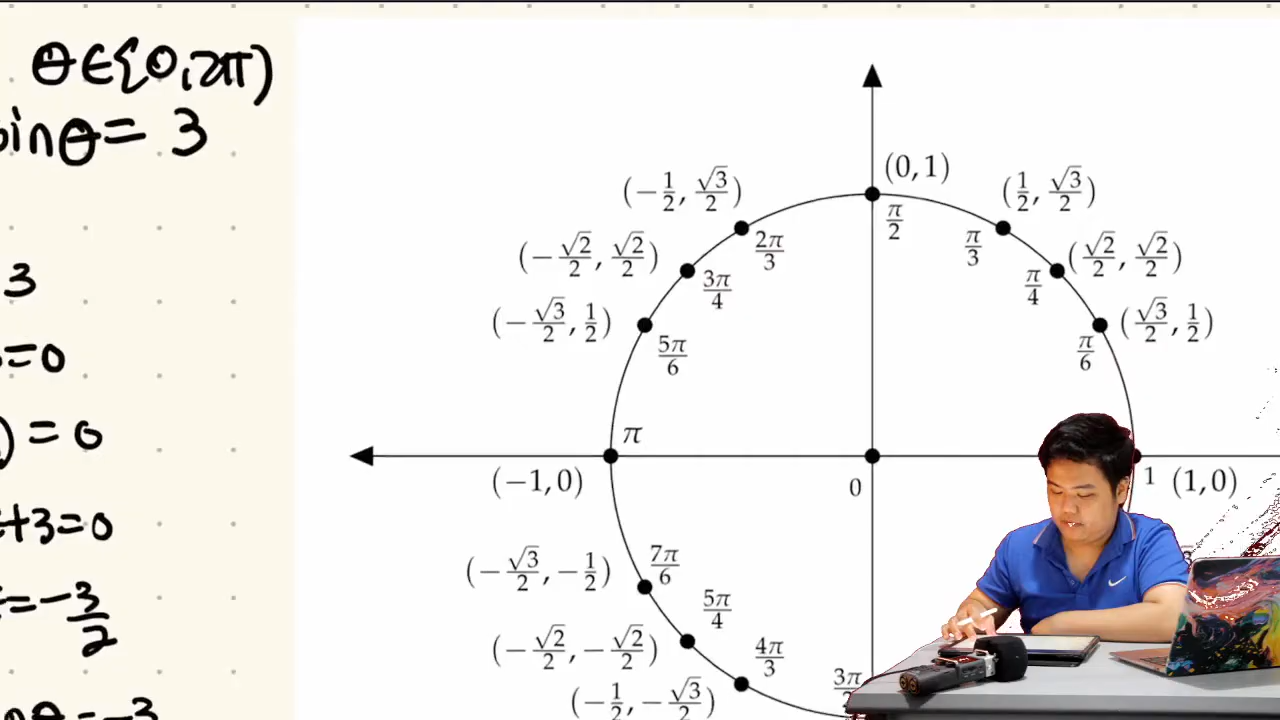 θ∈{0,2π)
sinθ= 3
3
=0
) = 0
+3=0
=-3/2
θ = -3
(0, 1)
π/2
(-1/2, √3/2)
2π/3
(1/2, √3/2)
π/3
(-√2/2, √2/2)
3π/4
(√2/2, √2/2)
π/4
(-√3/2, 1/2)
5π/6
(√3/2, 1/2)
π/6
π
(-1, 0)
0
1 (1, 0)
(-√3/2, -1/2)
7π/6
(-√2/2, -√2/2)
5π/4
(-1/2, -√3/2)
4π/3